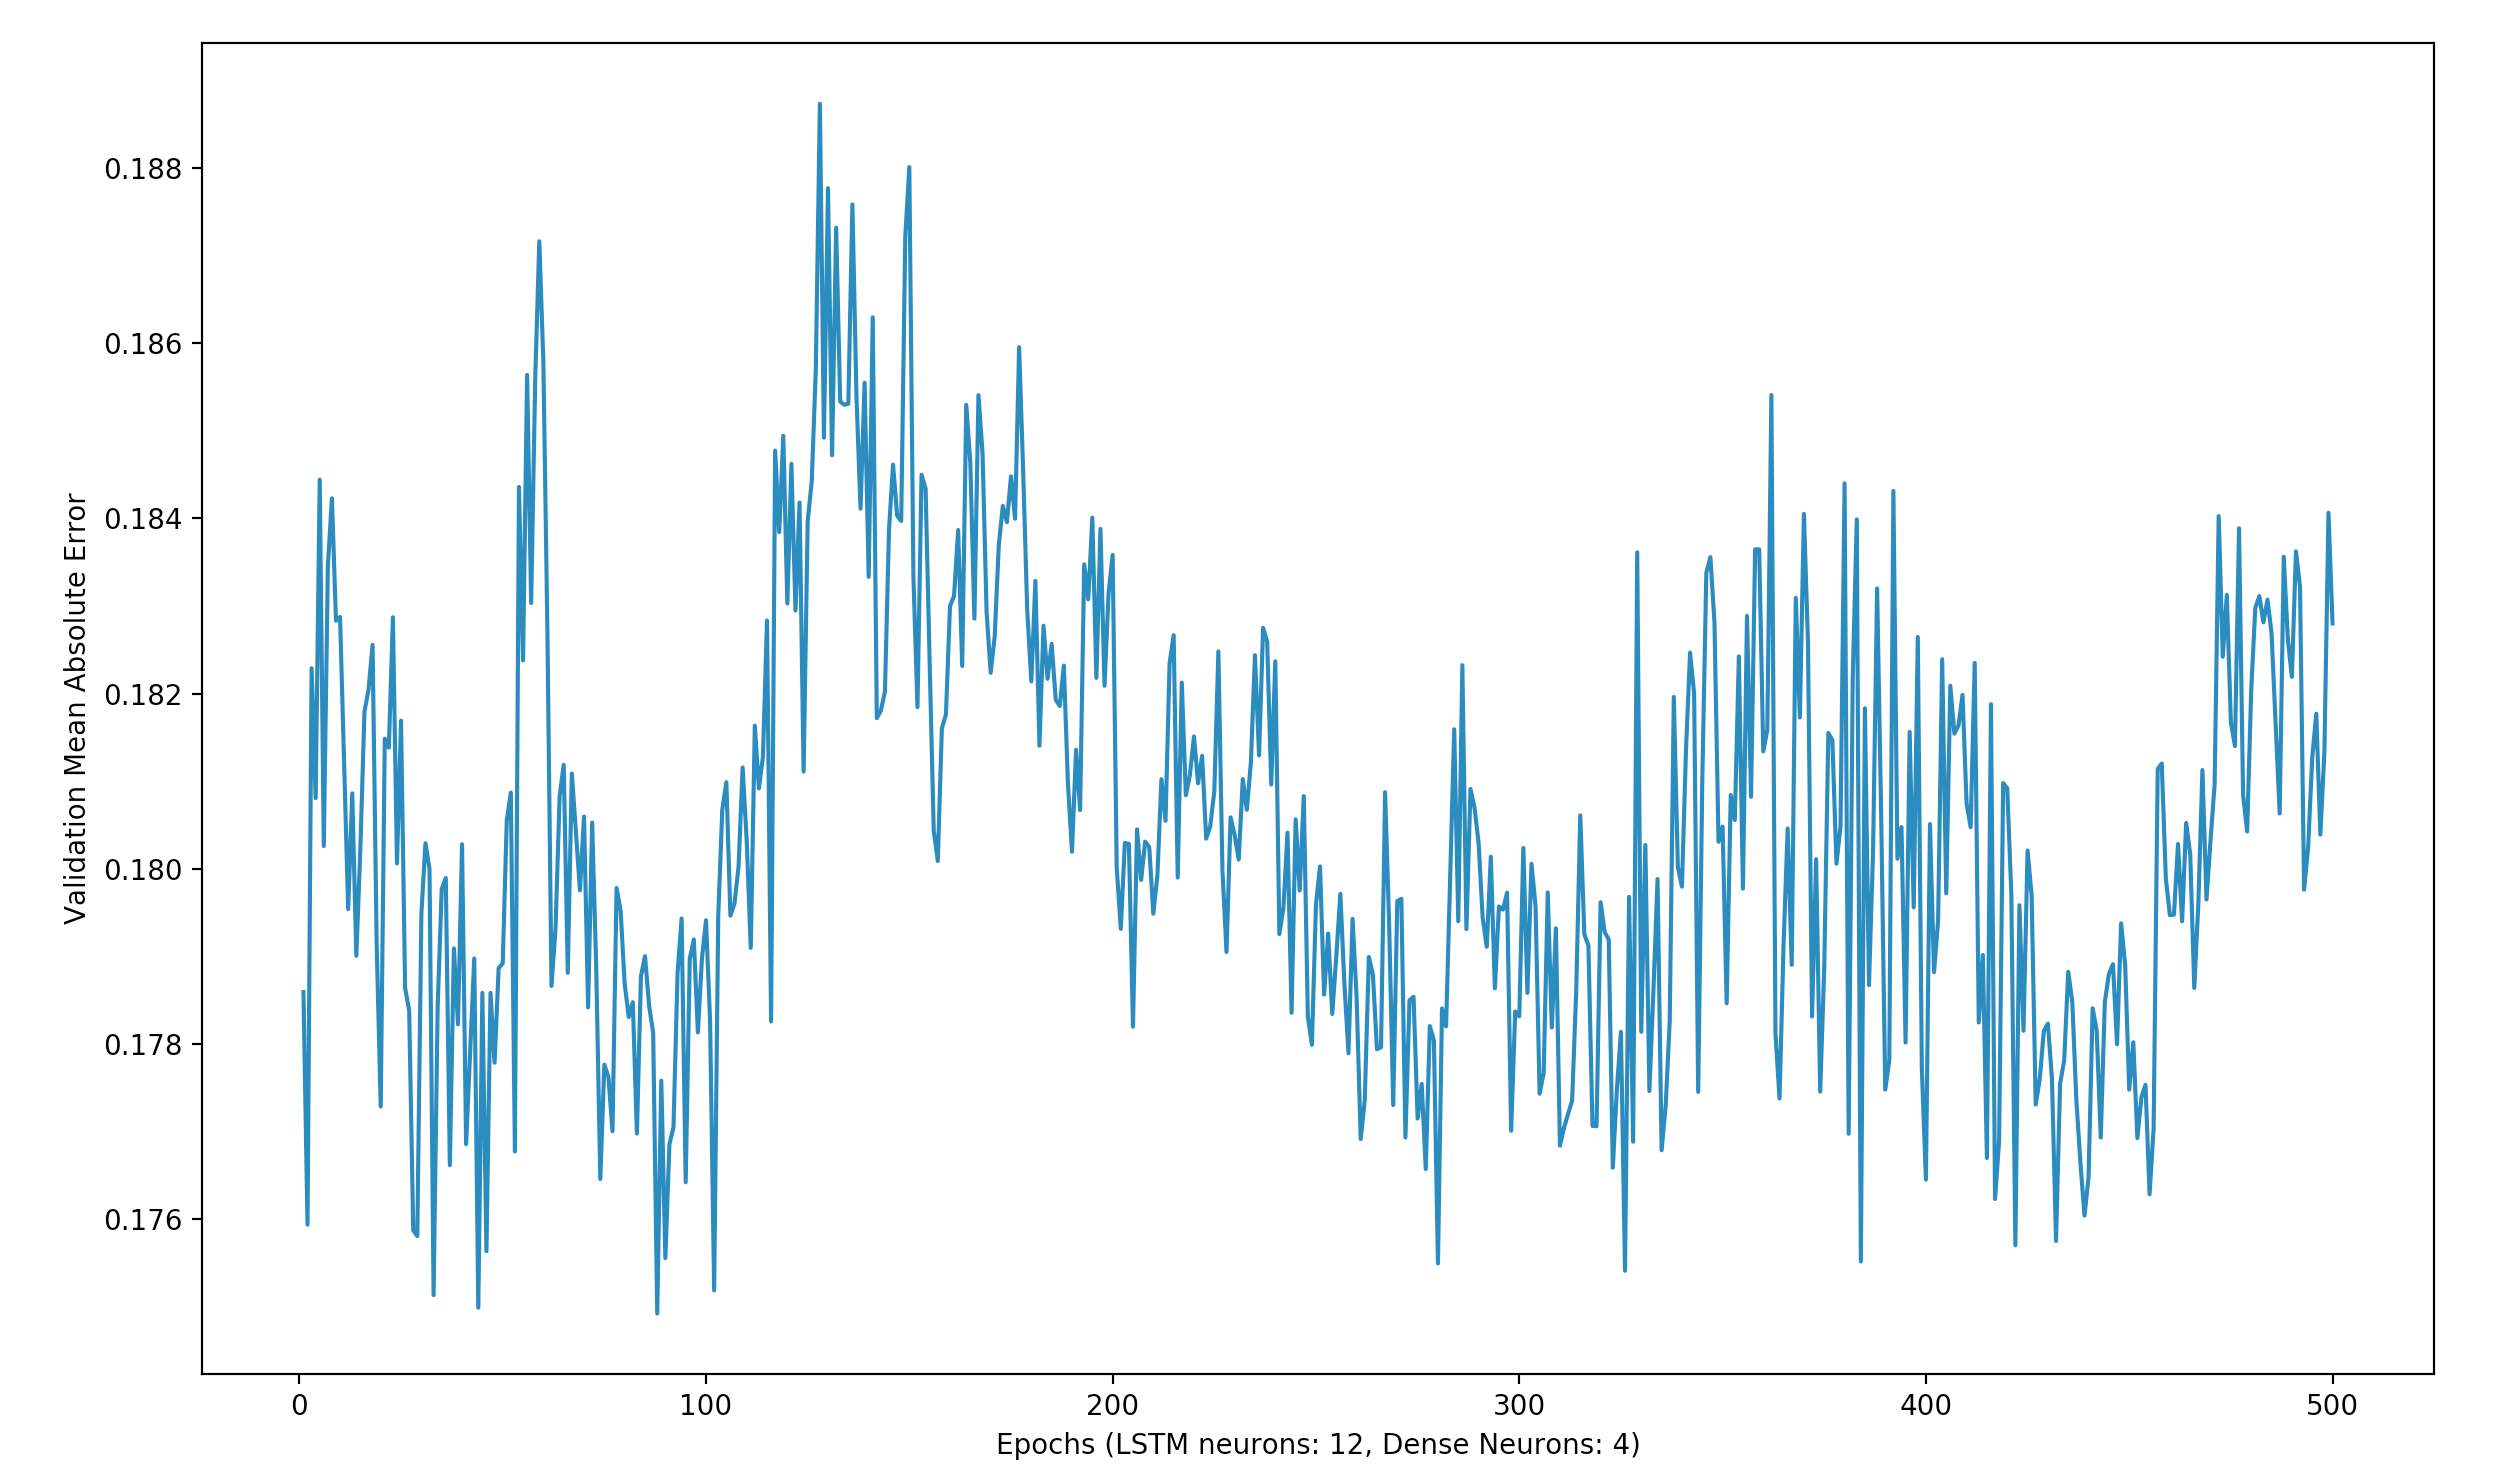 Validation Mean Absolute Error
0.188
0.186
0.184
0.182
0.180
0.178
0.176
0 100 200 300 400 500
Epochs (LSTM neurons: 12, Dense Neurons: 4)